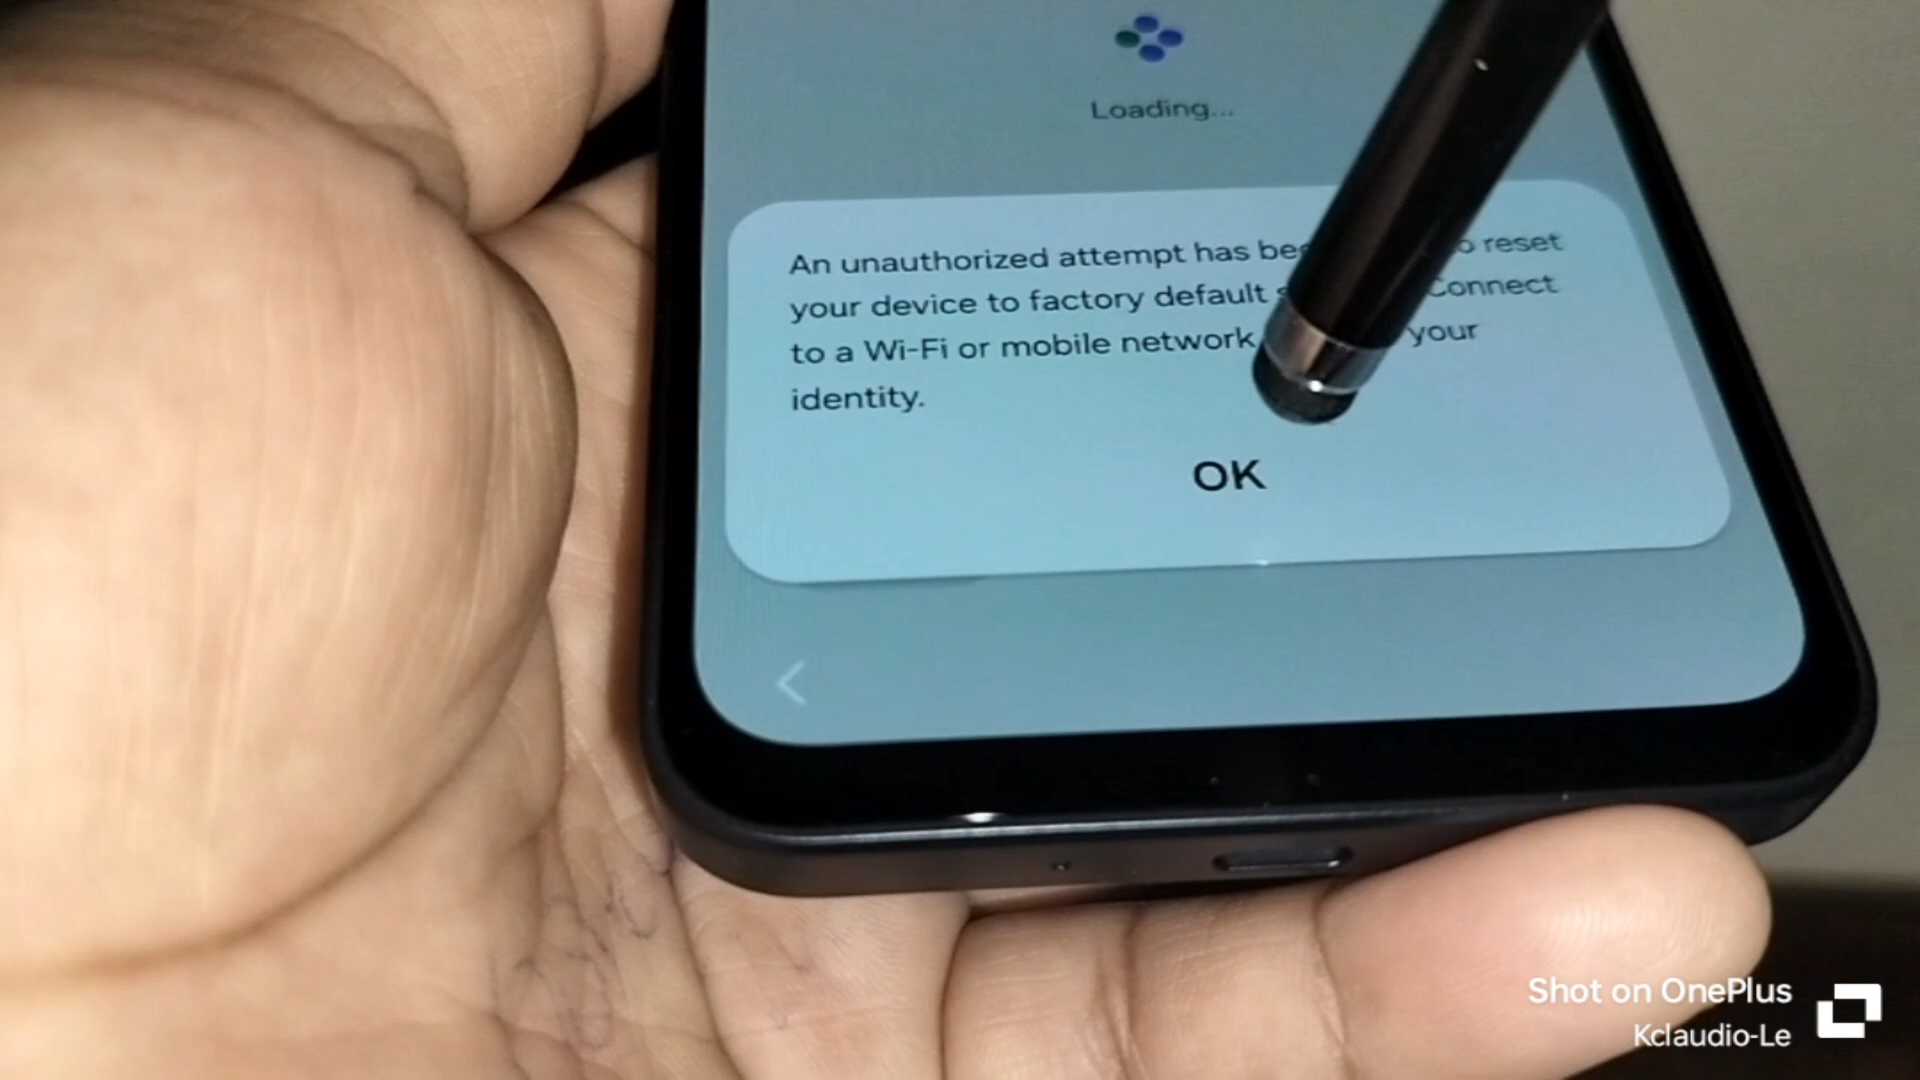 Loading...
An unauthorized attempt has reset
your device to factory default Connect
to a Wi-Fi or mobile network your
identity.
OK
Shot on OnePlus
Kclaudio-Le